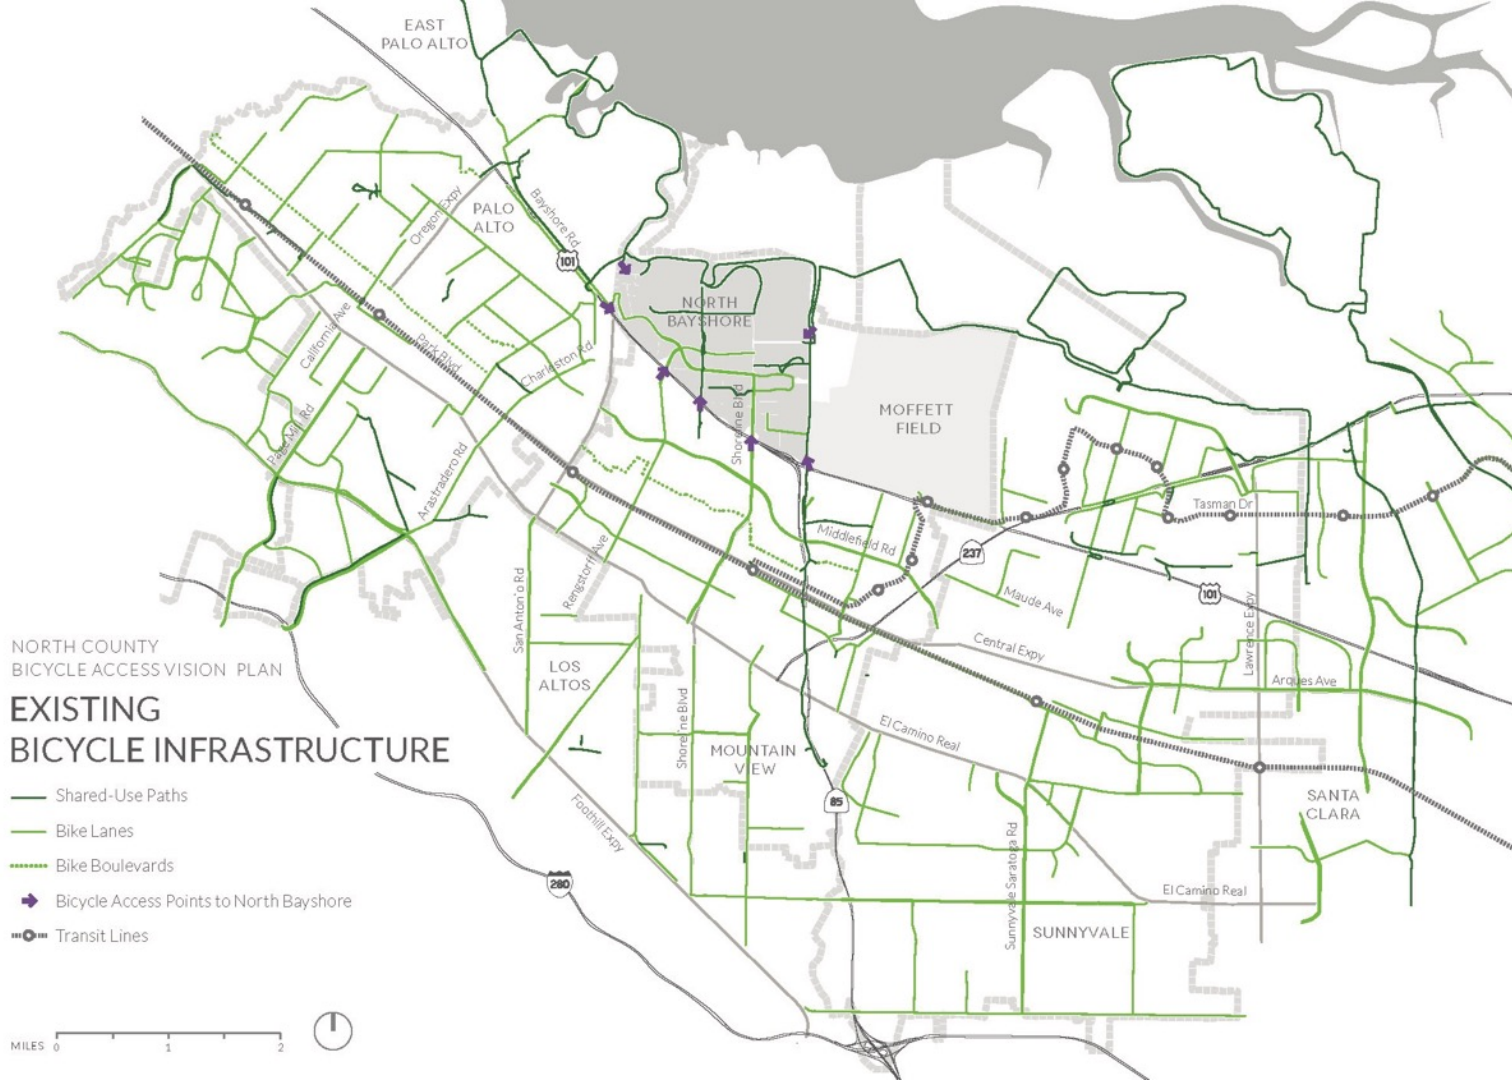 EAST
PALO ALTO
Bayshore Rd
Oregon Expy
PALO
ALTO
101
NORTH
BAYSHORE
California Ave
Park Blvd
Charleston Rd
MOFFETT
FIELD
Shoreline Blvd
Page Mill Rd
Arastradero Rd
Tasman Dr
Middlefield Rd
237
Rengstorff Ave
San Antonio Rd
Maude Ave
101
Lawrence Expy
Central Expy
NORTH COUNTY
BICYCLE ACCESS VISION PLAN
EXISTING
BICYCLE INFRASTRUCTURE
LOS
ALTOS
Arques Ave
Shoreline Blvd
El Camino Real
MOUNTAIN
VIEW
85
SANTA
CLARA
Foothill Expy
Shared-Use Paths
Bike Lanes
Bike Boulevards
Bicycle Access Points to North Bayshore
Transit Lines
280
Sunnyvale Saratoga Rd
El Camino Real
SUNNYVALE
MILES 0 1 2